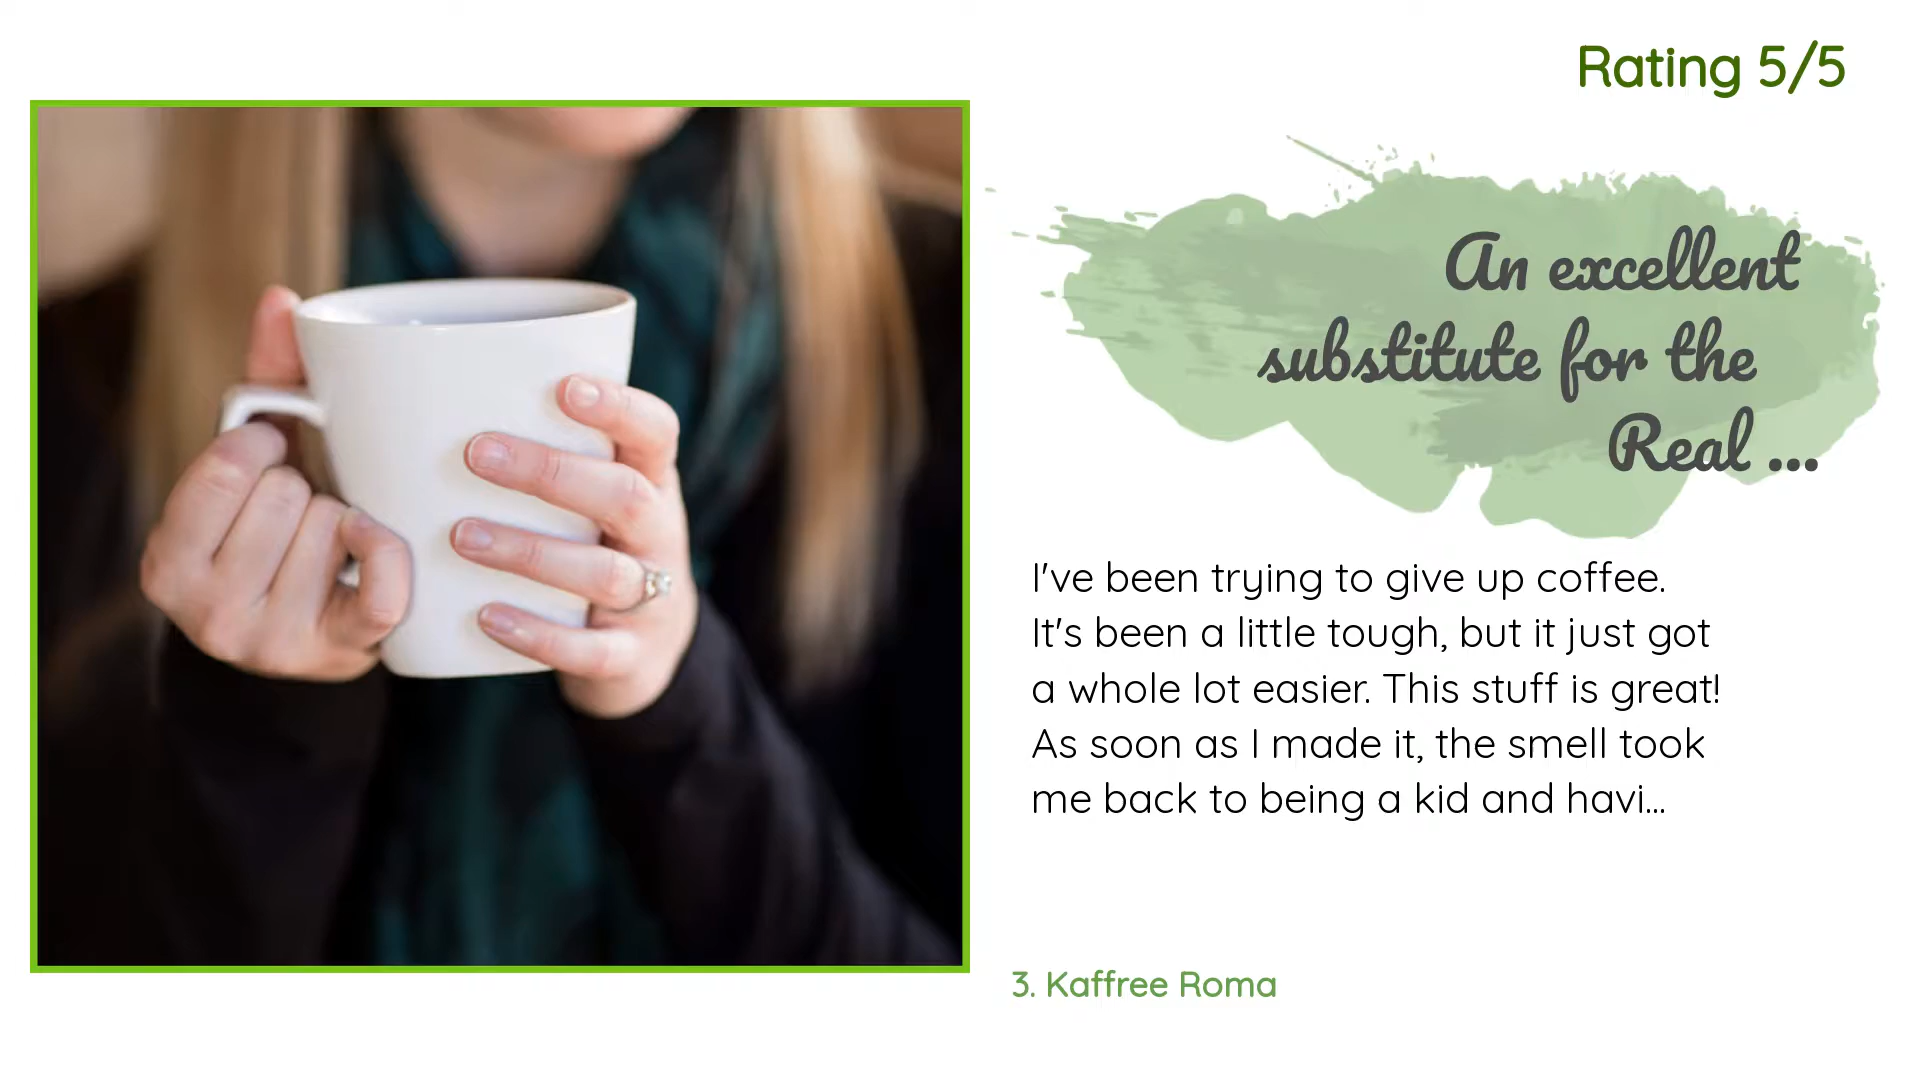 Rating 5/5
An excellent
substitute for the
Real ...
I've been trying to give up coffee.
It's been a little tough, but it just got
a whole lot easier. This stuff is great!
As soon as I made it, the smell took
me back to being a kid and havi...
3. Kaffree Roma